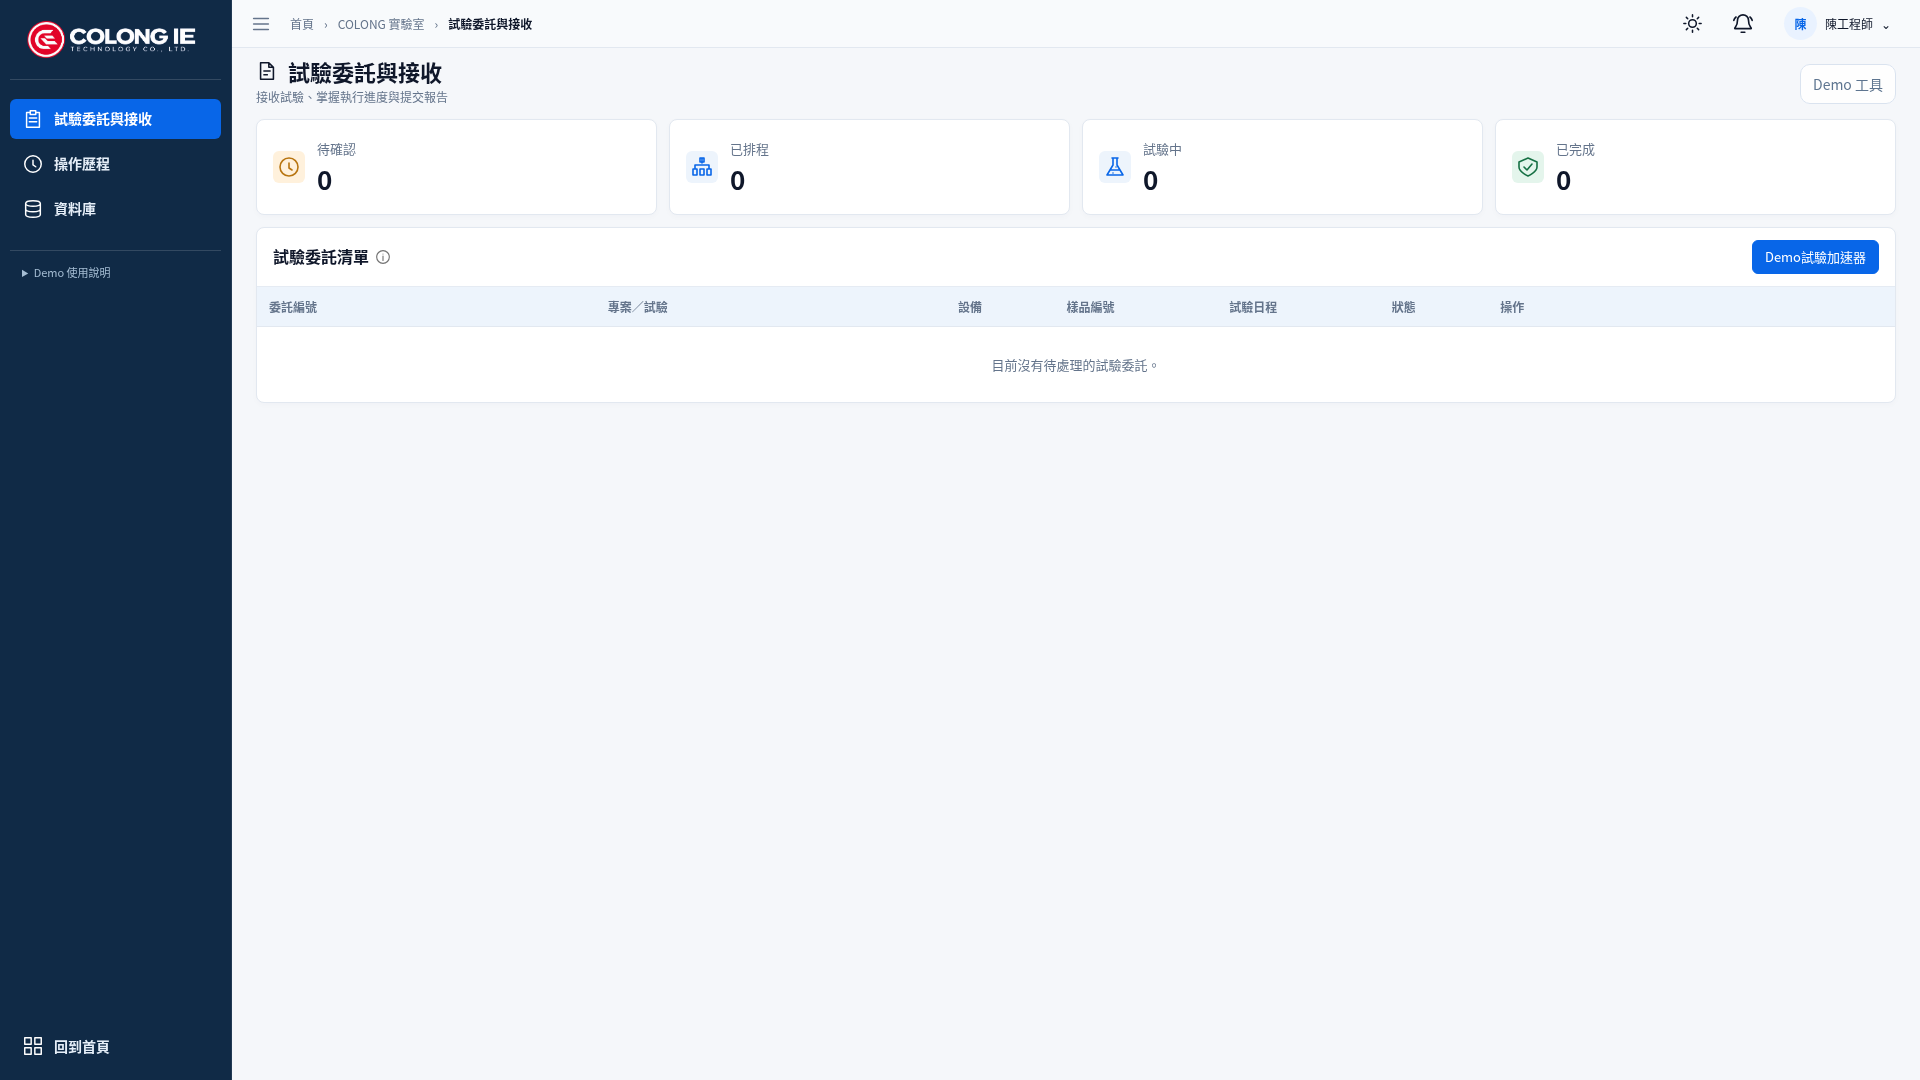 COLONG IE
TECHNOLOGY CO., LTD.
試驗委託與接收
操作歷程
資料庫
▶ Demo 使用說明
回到首頁
首頁 › COLONG 實驗室 › 試驗委託與接收
陳 陳工程師
試驗委託與接收
接收試驗、掌握執行進度與提交報告
Demo 工具
待確認
0
已排程
0
試驗中
0
已完成
0
試驗委託清單
Demo試驗加速器
委託編號 專案／試驗 設備 樣品編號 試驗日程 狀態 操作
目前沒有待處理的試驗委託。